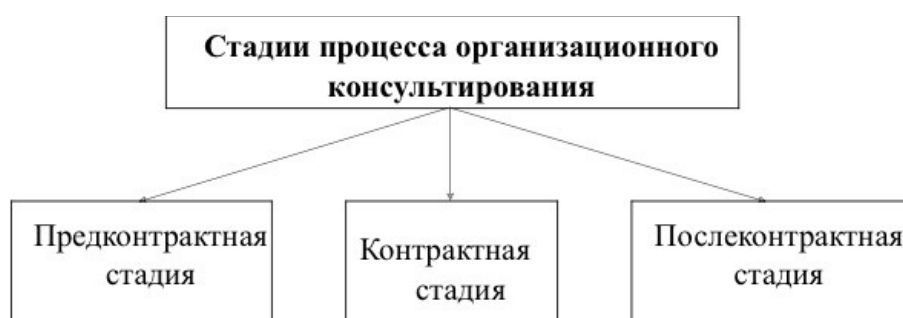 Стадии процесса организационного
консультирования
Предконтрактная
стадия
Контрактная
стадия
Послеконтрактная
стадия